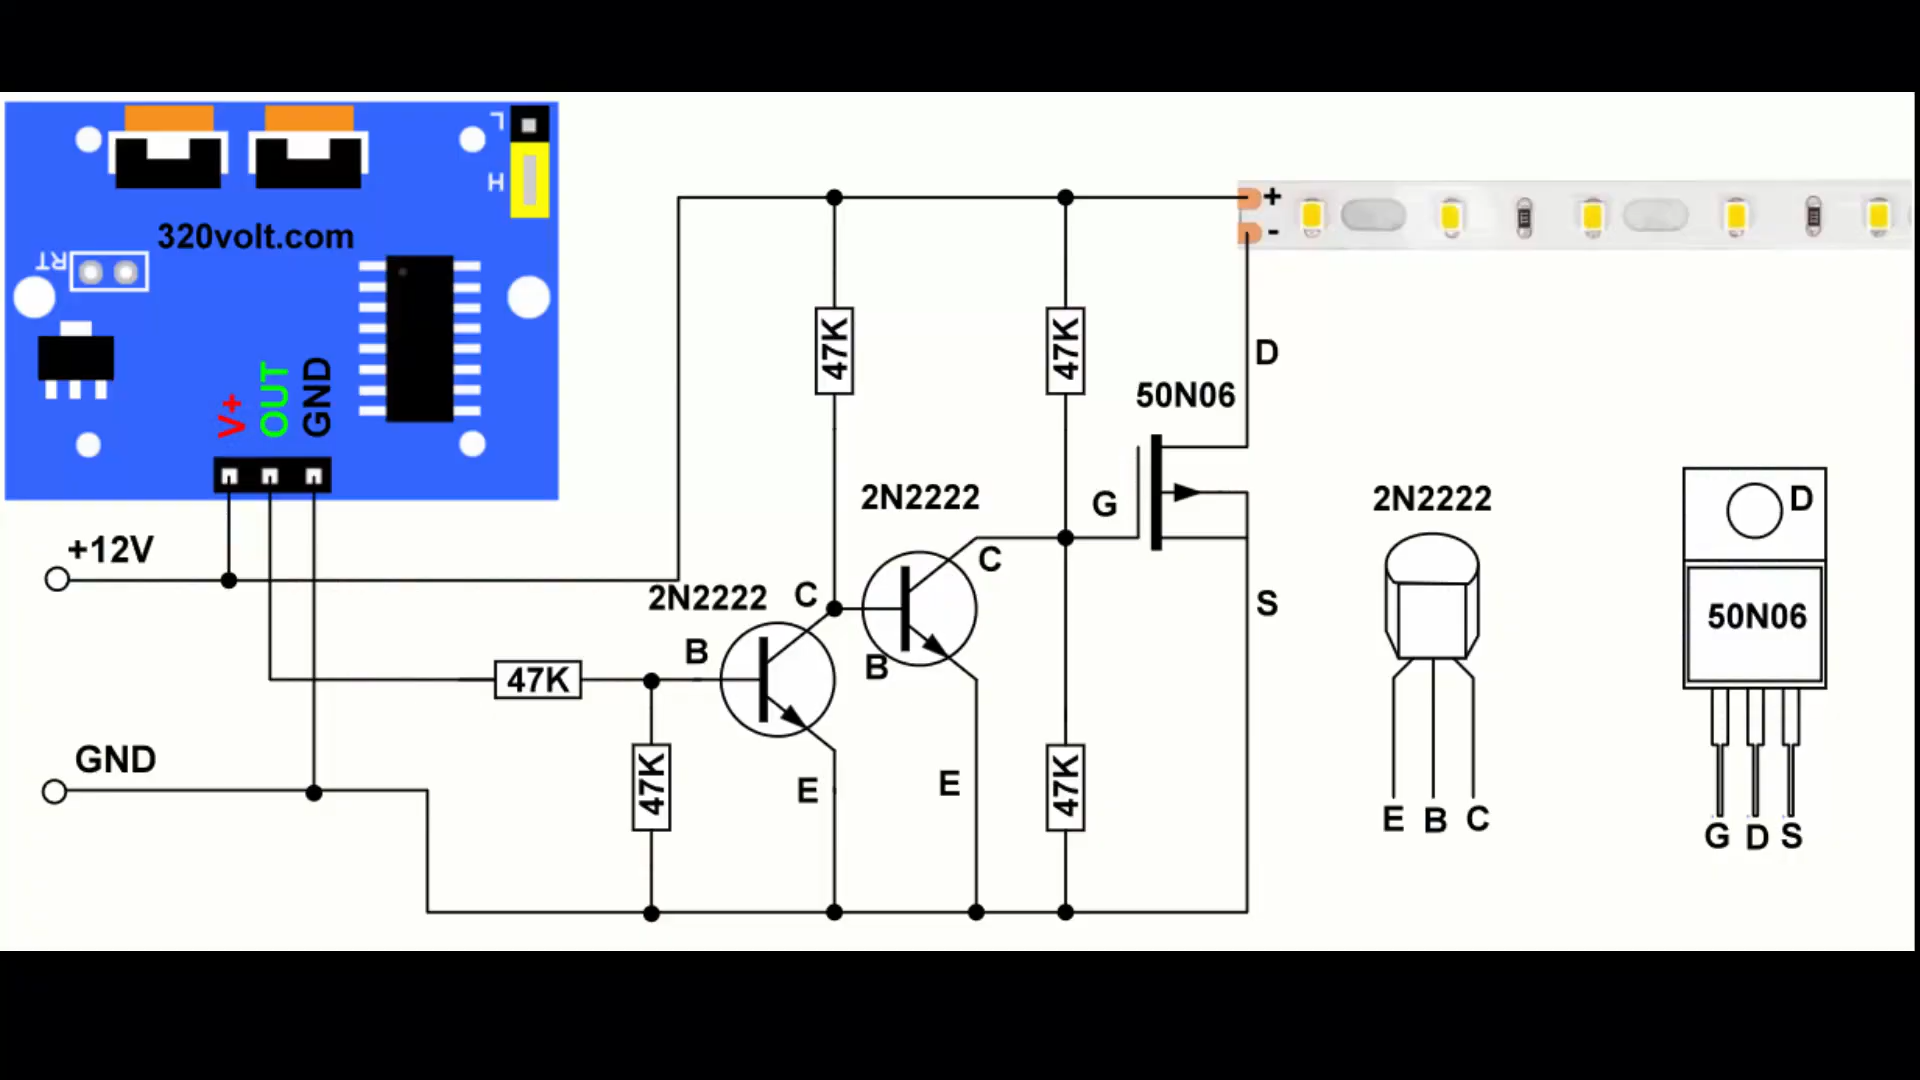 L
H
320volt.com
RT
V+
OUT
GND
+
-
47K
47K
D
50N06
+12V
2N2222
G
C
2N2222
C
B
B
S
47K
GND
47K
E
E
47K
2N2222
E B C
D
50N06
G D S